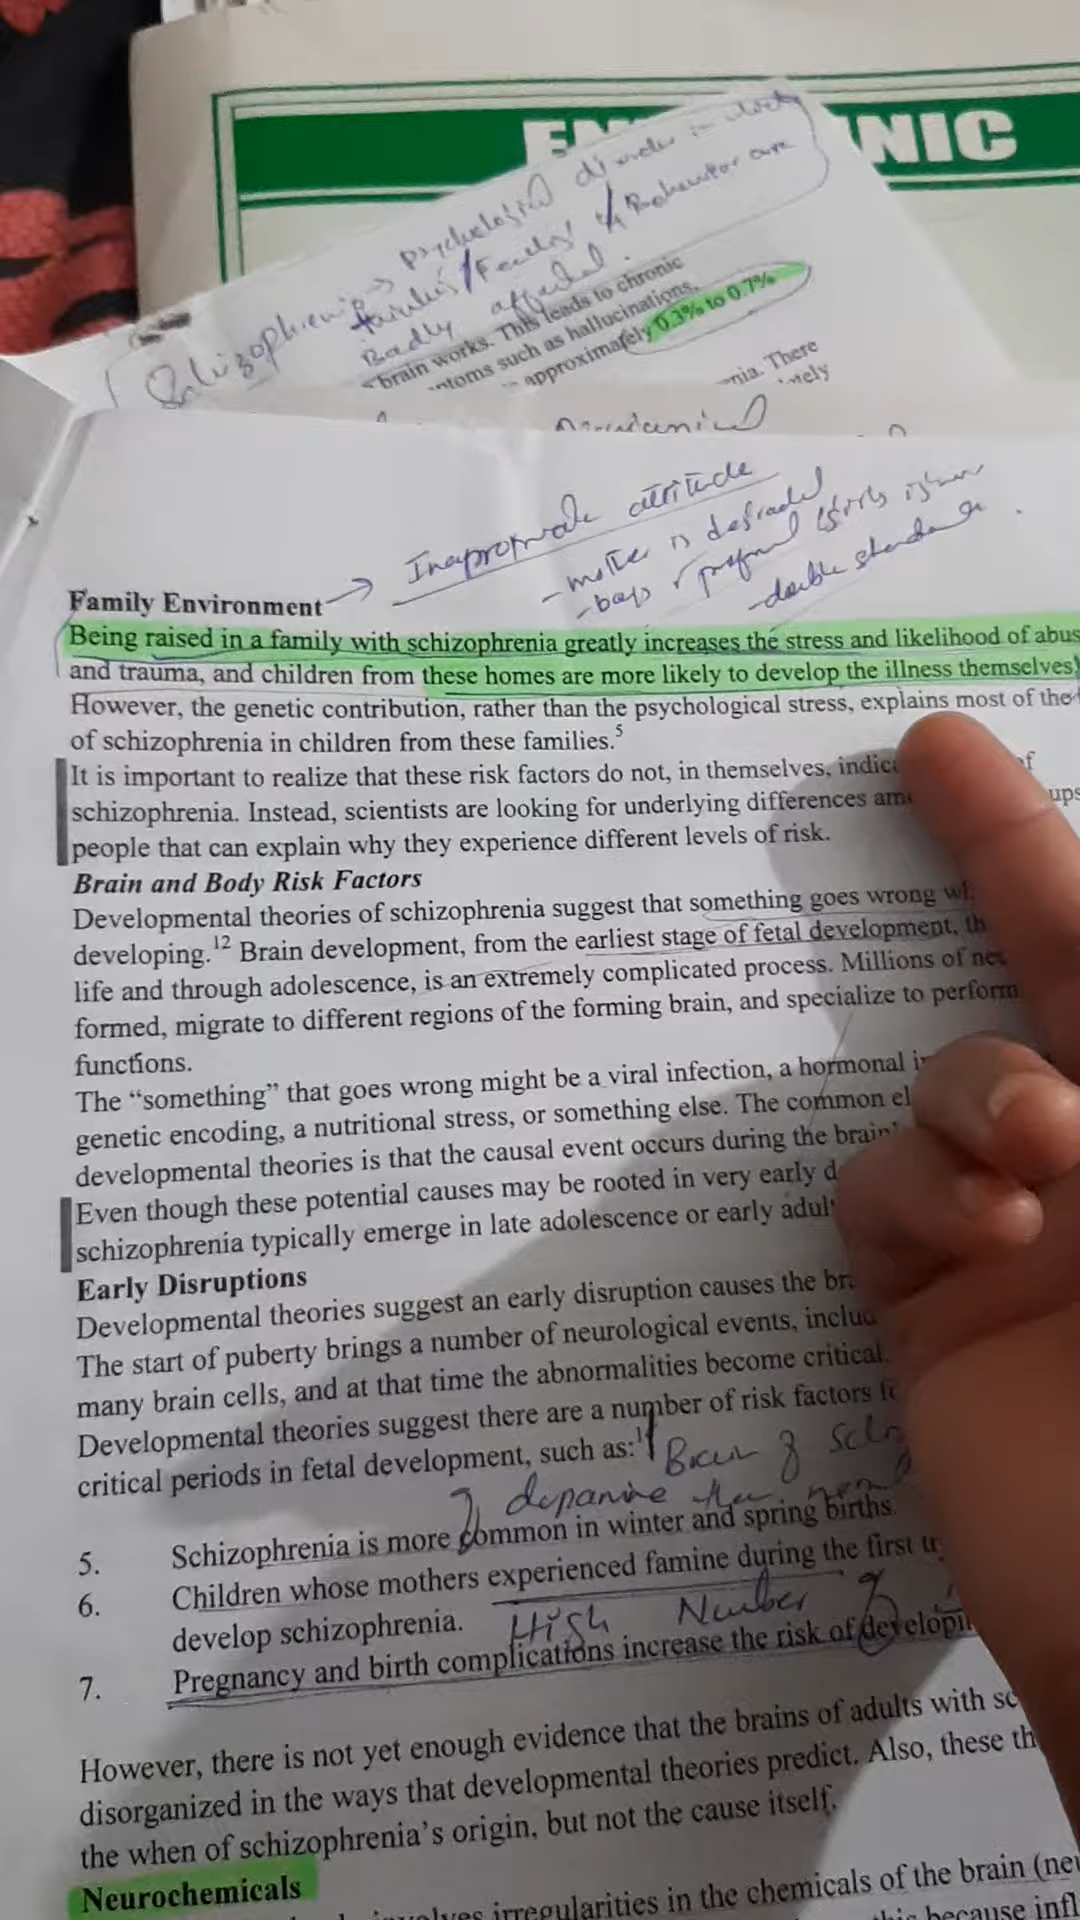 NIC
Psychological disorder in which
Schizophrenia →
Badly affected.
brain works. This leads to chronic
such as hallucinations.
approximately 0.3% to 0.7%
There
Inapropriate attitude
- mother is degraded
- boys
- double standards
Family Environment →
Being raised in a family with schizophrenia greatly increases the stress and likelihood of abus
and trauma, and children from these homes are more likely to develop the illness themselves
However, the genetic contribution, rather than the psychological stress, explains most of the
of schizophrenia in children from these families.5
It is important to realize that these risk factors do not, in themselves, indic
schizophrenia. Instead, scientists are looking for underlying differences am ups
people that can explain why they experience different levels of risk.
Brain and Body Risk Factors
Developmental theories of schizophrenia suggest that something goes wrong wh
developing.12 Brain development, from the earliest stage of fetal development, th
life and through adolescence, is an extremely complicated process. Millions of neu
formed, migrate to different regions of the forming brain, and specialize to perform
functions.
The “something” that goes wrong might be a viral infection, a hormonal i
genetic encoding, a nutritional stress, or something else. The common el
developmental theories is that the causal event occurs during the brain'
Even though these potential causes may be rooted in very early d
schizophrenia typically emerge in late adolescence or early adul
Early Disruptions
Developmental theories suggest an early disruption causes the bra
The start of puberty brings a number of neurological events, includ
many brain cells, and at that time the abnormalities become critical.
Developmental theories suggest there are a number of risk factors f
critical periods in fetal development, such as:
dopamine
5. Schizophrenia is more common in winter and spring births.
6. Children whose mothers experienced famine during the first tr
develop schizophrenia. High Number of
7. Pregnancy and birth complications increase the risk of developi
However, there is not yet enough evidence that the brains of adults with sc
disorganized in the ways that developmental theories predict. Also, these th
the when of schizophrenia’s origin, but not the cause itself.
Neurochemicals
irregularities in the chemicals of the brain (neu
because infl